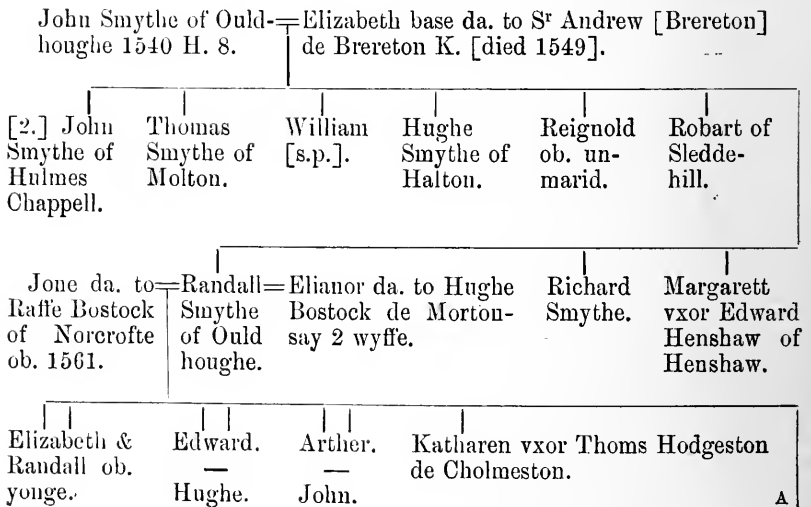 John Smythe of Ould-
houghe 1540 H. 8.
Elizabeth base da. to Sʳ Andrew [Brereton]
de Brereton K. [died 1549].
[2.] John
Smythe of
Hulmes
Chappell.
Thomas
Smythe of
Molton.
William
[s.p.].
Hughe
Smythe of
Halton.
Reignold
ob. un-
marid.
Robart of
Sledde-
hill.
Jone da. to
Raffe Bostock
of Norcrofte
ob. 1561.
Randall
Smythe
of Ould
houghe.
Elianor da. to Hughe
Bostock de Morton-
say 2 wyffe.
Richard
Smythe.
Margarett
vxor Edward
Henshaw of
Henshaw.
Elizabeth &
Randall ob.
yonge.
Edward.
—
Hughe.
Arther.
—
John.
Katharen vxor Thoms Hodgeston
de Cholmeston.
A